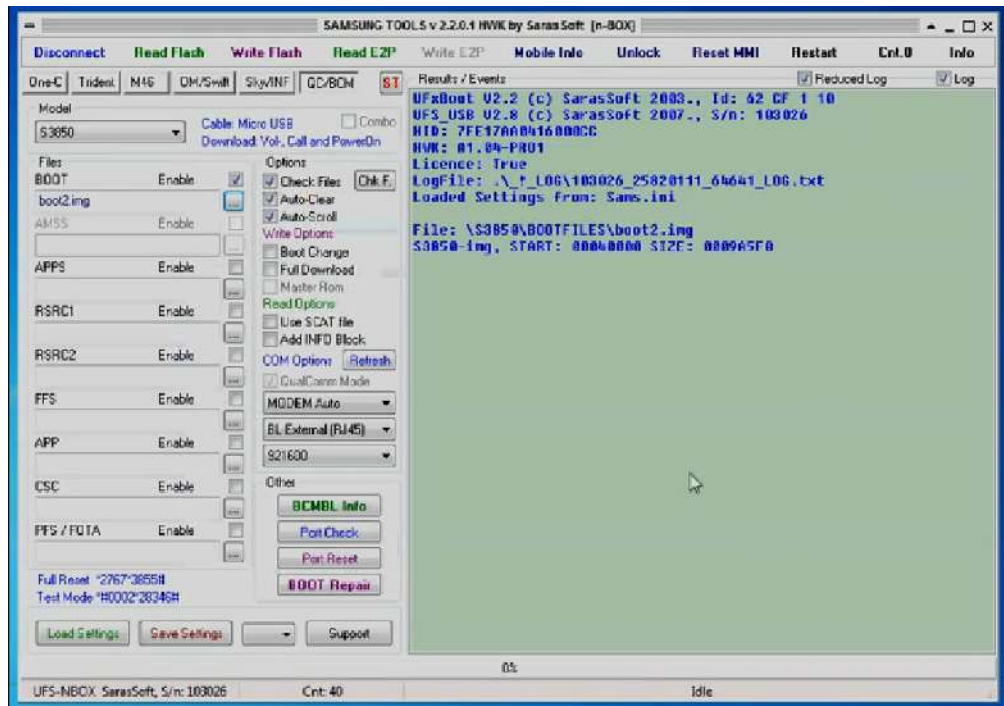 SAMSUNG TOOLS v 2.2.0.1 HWK by Saras Soft [n-BOX]
Disconnect Read Flash Write Flash Read E2P Write E2P Mobile Info Unlock Reset MMI Restart Cnt.0 Info
One-C Trident M46 OM/Swift Sky/INF QC/BCM ST Results / Events Reduced Log Log
Model
S3850
Cable: Micro USB Combo
Download: Vol-, Call and PowerOn
Files
BOOT Enable
boot2.img
AMSS Enable
APPS Enable
RSRC1 Enable
RSRC2 Enable
FFS Enable
APP Enable
CSC Enable
PFS / FOTA Enable
Full Reset *2767*3855#
Test Mode *#0002*28346#
Options
Check Files Chk F.
Auto-Clear
Auto-Scroll
Write Options
Boot Change
Full Download
Master Rom
Read Options
Use SCAT file
Add INFO Block
COM Options Refresh
QualComm Mode
MODEM Auto
BL External (RJ45)
921600
Other
BCMBL Info
Port Check
Port Reset
BOOT Repair
Load Settings Save Settings - Support
UFxBoot V2.2 (c) SarasSoft 2003., Id: 62 CF 1 10
UFS_USB V2.8 (c) SarasSoft 2007., S/n: 103026
HWK: A1.04-PRO1
Licence: True
LogFile: .\_!_LOG\103026_25820111_64641_LOG.txt
Loaded Settings from: Sams.ini
File: \S3850\BOOTFILES\boot2.img
S3850-img, START: 00040000 SIZE: 0009A5F0
0%
UFS-NBOX SarasSoft, S/n: 103026 Cnt: 40 Idle